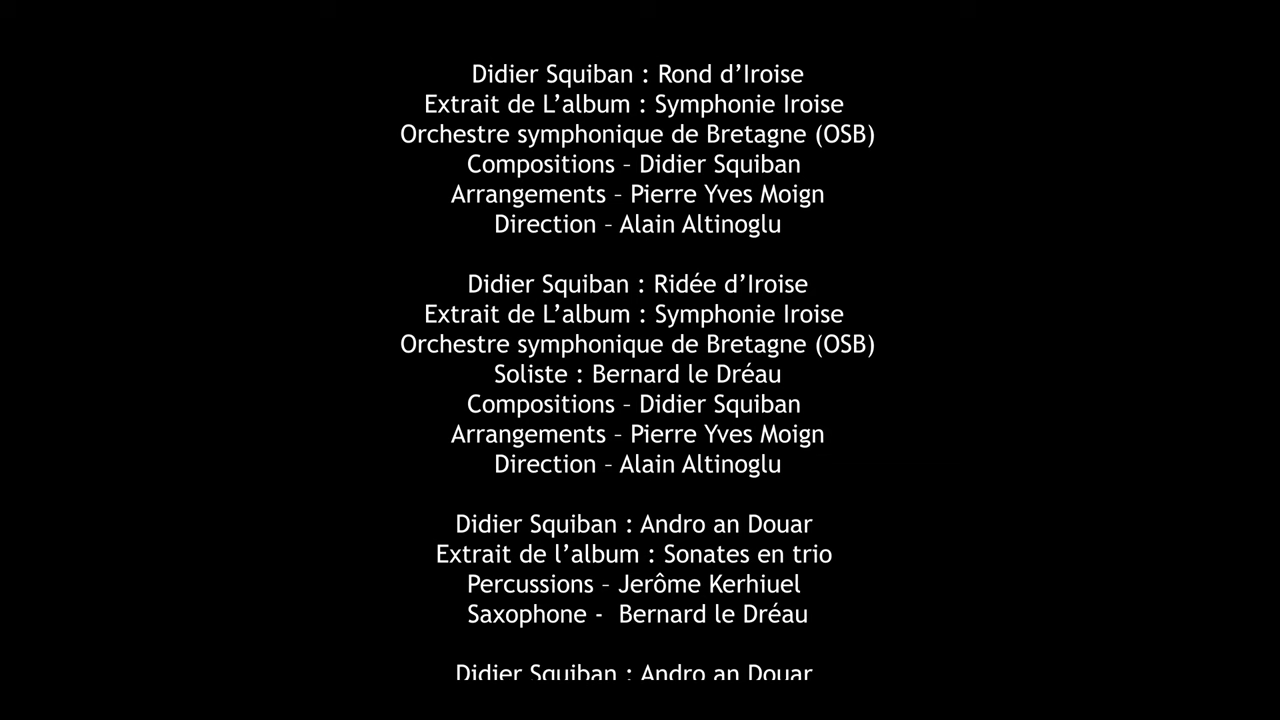 Didier Squiban : Rond d’Iroise
Extrait de L’album : Symphonie Iroise
Orchestre symphonique de Bretagne (OSB)
Compositions – Didier Squiban
Arrangements – Pierre Yves Moign
Direction – Alain Altinoglu
Didier Squiban : Ridée d’Iroise
Extrait de L’album : Symphonie Iroise
Orchestre symphonique de Bretagne (OSB)
Soliste : Bernard le Dréau
Compositions – Didier Squiban
Arrangements – Pierre Yves Moign
Direction – Alain Altinoglu
Didier Squiban : Andro an Douar
Extrait de l’album : Sonates en trio
Percussions – Jerôme Kerhiuel
Saxophone -  Bernard le Dréau
Didier Squiban : Andro an Douar